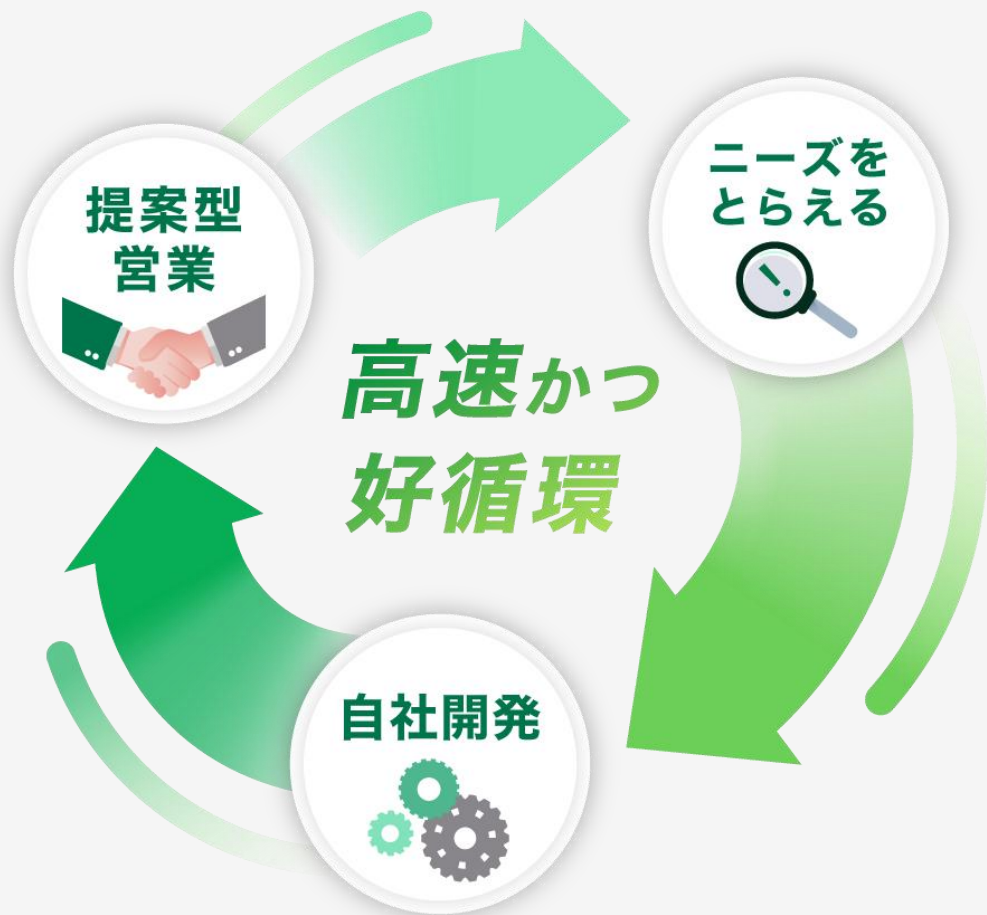 提案型
営業
ニーズを
とらえる
高速かつ
好循環
自社開発